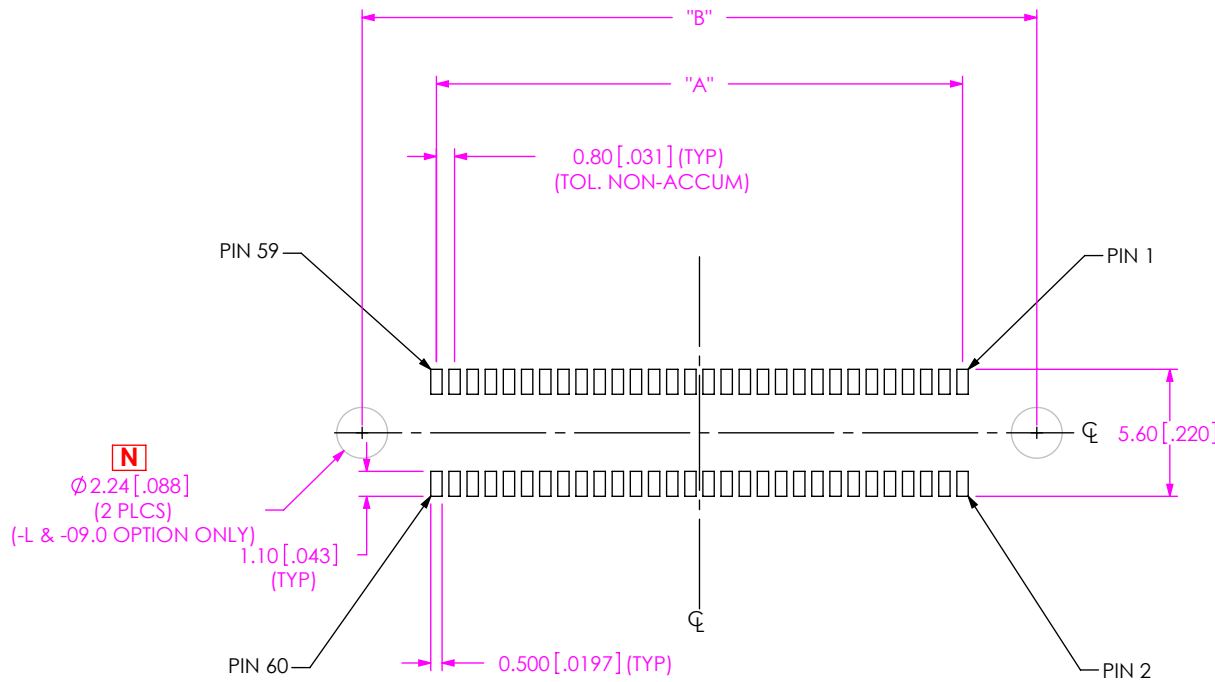 "B"
"A"
0.80 [.031] (TYP)
(TOL. NON-ACCUM)
PIN 59
PIN 1
℄ 5.60 [.220]
N
Ø 2.24 [.088]
(2 PLCS)
(-L & -09.0 OPTION ONLY)
1.10 [.043]
(TYP)
℄
PIN 60
0.500 [.0197] (TYP)
PIN 2